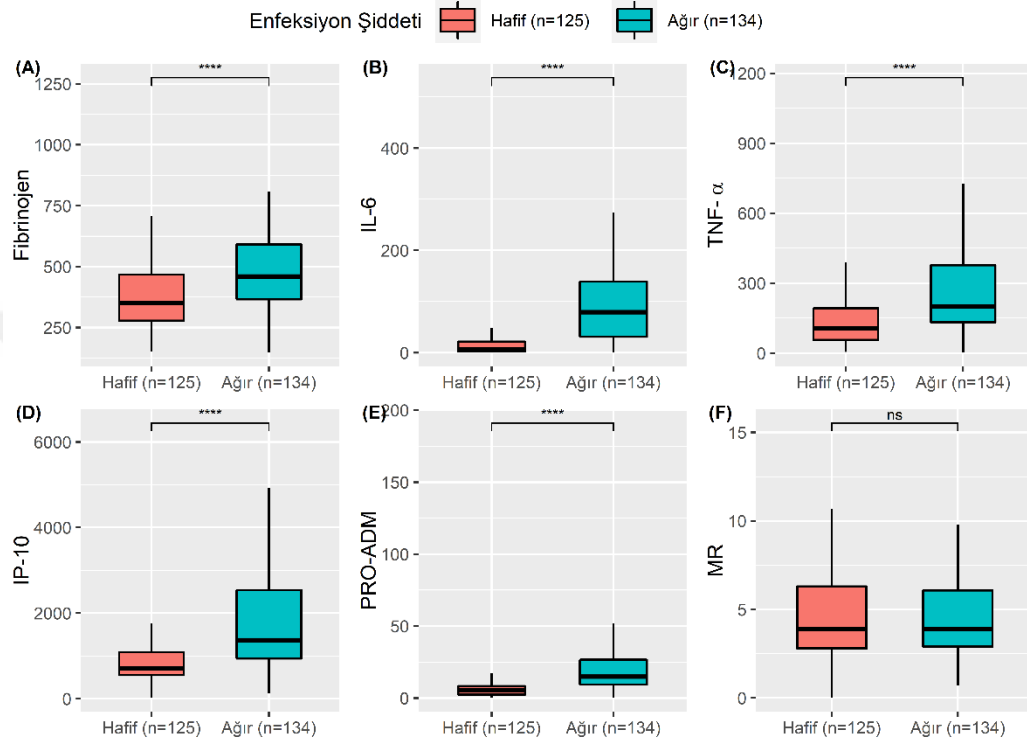 Enfeksiyon Şiddeti Hafif (n=125) Ağır (n=134)
(A)
****
1250
1000
750
500
250
Fibrinojen
Hafif (n=125) Ağır (n=134)
(B)
****
400
200
0
IL-6
Hafif (n=125) Ağır (n=134)
(C)
****
1200
900
600
300
0
TNF- α
Hafif (n=125) Ağır (n=134)
(D)
****
6000
4000
2000
0
IP-10
Hafif (n=125) Ağır (n=134)
(E)
****
200
150
100
50
0
PRO-ADM
Hafif (n=125) Ağır (n=134)
(F)
ns
15
10
5
0
MR
Hafif (n=125) Ağır (n=134)